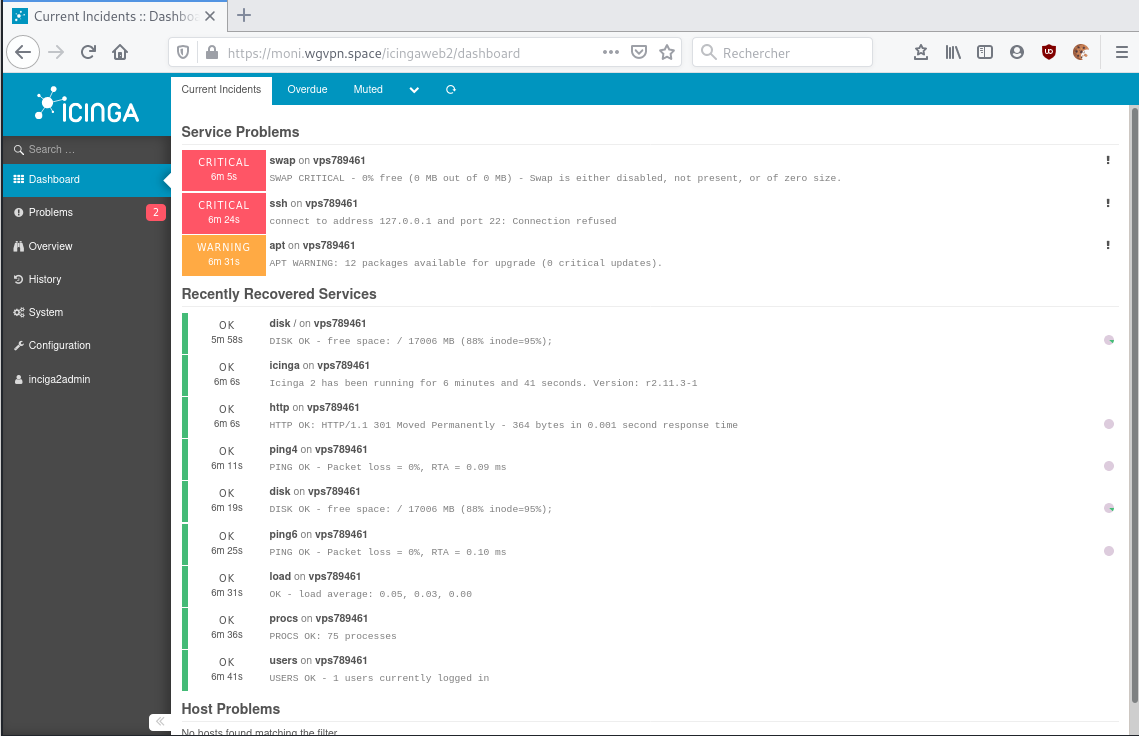 Current Incidents :: Dashbo
https://moni.wgvpn.space/icingaweb2/dashboard
Rechercher
ICINGA
Current Incidents
Overdue
Muted
Search ...
Dashboard
Problems
2
Overview
History
System
Configuration
inciga2admin
Service Problems
CRITICAL
6m 5s
swap on vps789461
!
SWAP CRITICAL - 0% free (0 MB out of 0 MB) - Swap is either disabled, not present, or of zero size.
CRITICAL
6m 24s
ssh on vps789461
!
connect to address 127.0.0.1 and port 22: Connection refused
WARNING
6m 31s
apt on vps789461
!
APT WARNING: 12 packages available for upgrade (0 critical updates).
Recently Recovered Services
OK
5m 58s
disk / on vps789461
DISK OK - free space: / 17006 MB (88% inode=95%);
OK
6m 6s
icinga on vps789461
Icinga 2 has been running for 6 minutes and 41 seconds. Version: r2.11.3-1
OK
6m 6s
http on vps789461
HTTP OK: HTTP/1.1 301 Moved Permanently - 364 bytes in 0.001 second response time
OK
6m 11s
ping4 on vps789461
PING OK - Packet loss = 0%, RTA = 0.09 ms
OK
6m 19s
disk on vps789461
DISK OK - free space: / 17006 MB (88% inode=95%);
OK
6m 25s
ping6 on vps789461
PING OK - Packet loss = 0%, RTA = 0.10 ms
OK
6m 31s
load on vps789461
OK - load average: 0.05, 0.03, 0.00
OK
6m 36s
procs on vps789461
PROCS OK: 75 processes
OK
6m 41s
users on vps789461
USERS OK - 1 users currently logged in
Host Problems
No hosts found matching the filter